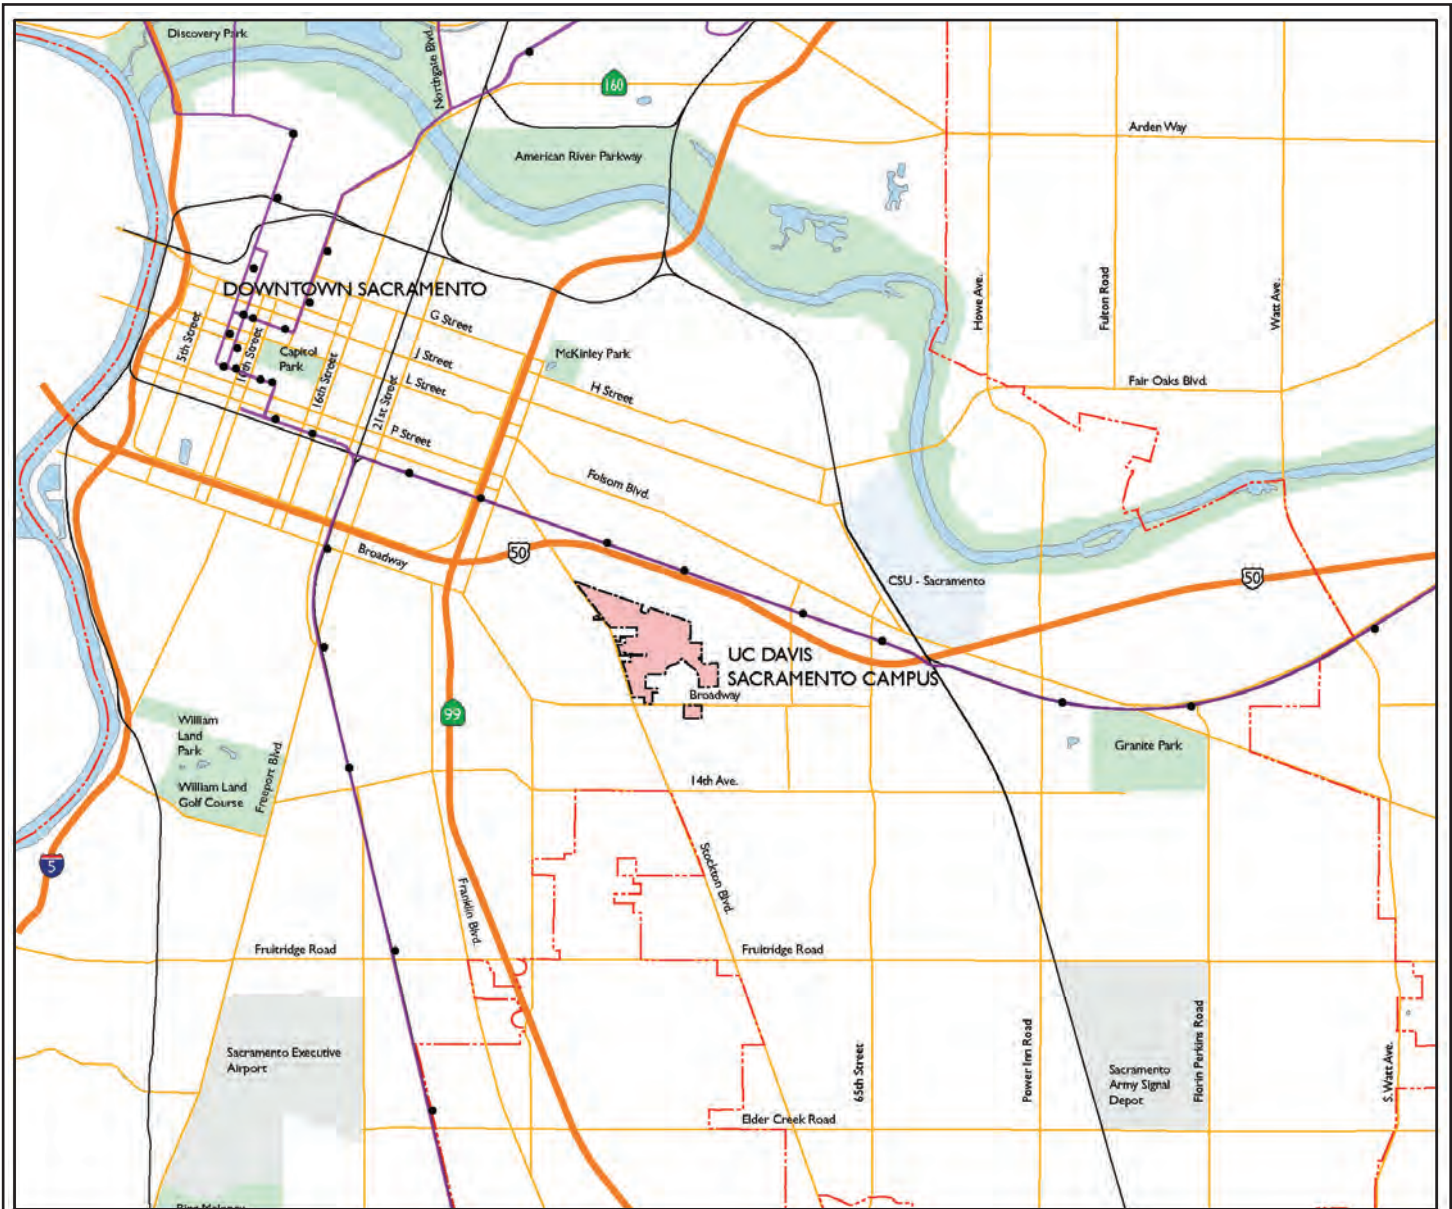 Discovery Park
Northgate Blvd.
160
Arden Way
American River Parkway
DOWNTOWN SACRAMENTO
Howe Ave.
Fulton Road
Watt Ave.
5th Street
G Street
10th Street
Capitol
Park
J Street
McKinley Park
16th Street
L Street
H Street
Fair Oaks Blvd.
21st Street
P Street
Folsom Blvd.
Broadway
50
CSU - Sacramento
50
UC DAVIS
SACRAMENTO CAMPUS
Broadway
99
William
Land
Park
Freeport Blvd.
Granite Park
William Land
Golf Course
14th Ave.
5
Stockton Blvd.
Franklin Blvd.
Fruitridge Road
Fruitridge Road
Sacramento Executive
Airport
65th Street
Power Inn Road
Sacramento
Army Signal
Depot
Florin Perkins Road
S. Watt Ave.
Elder Creek Road